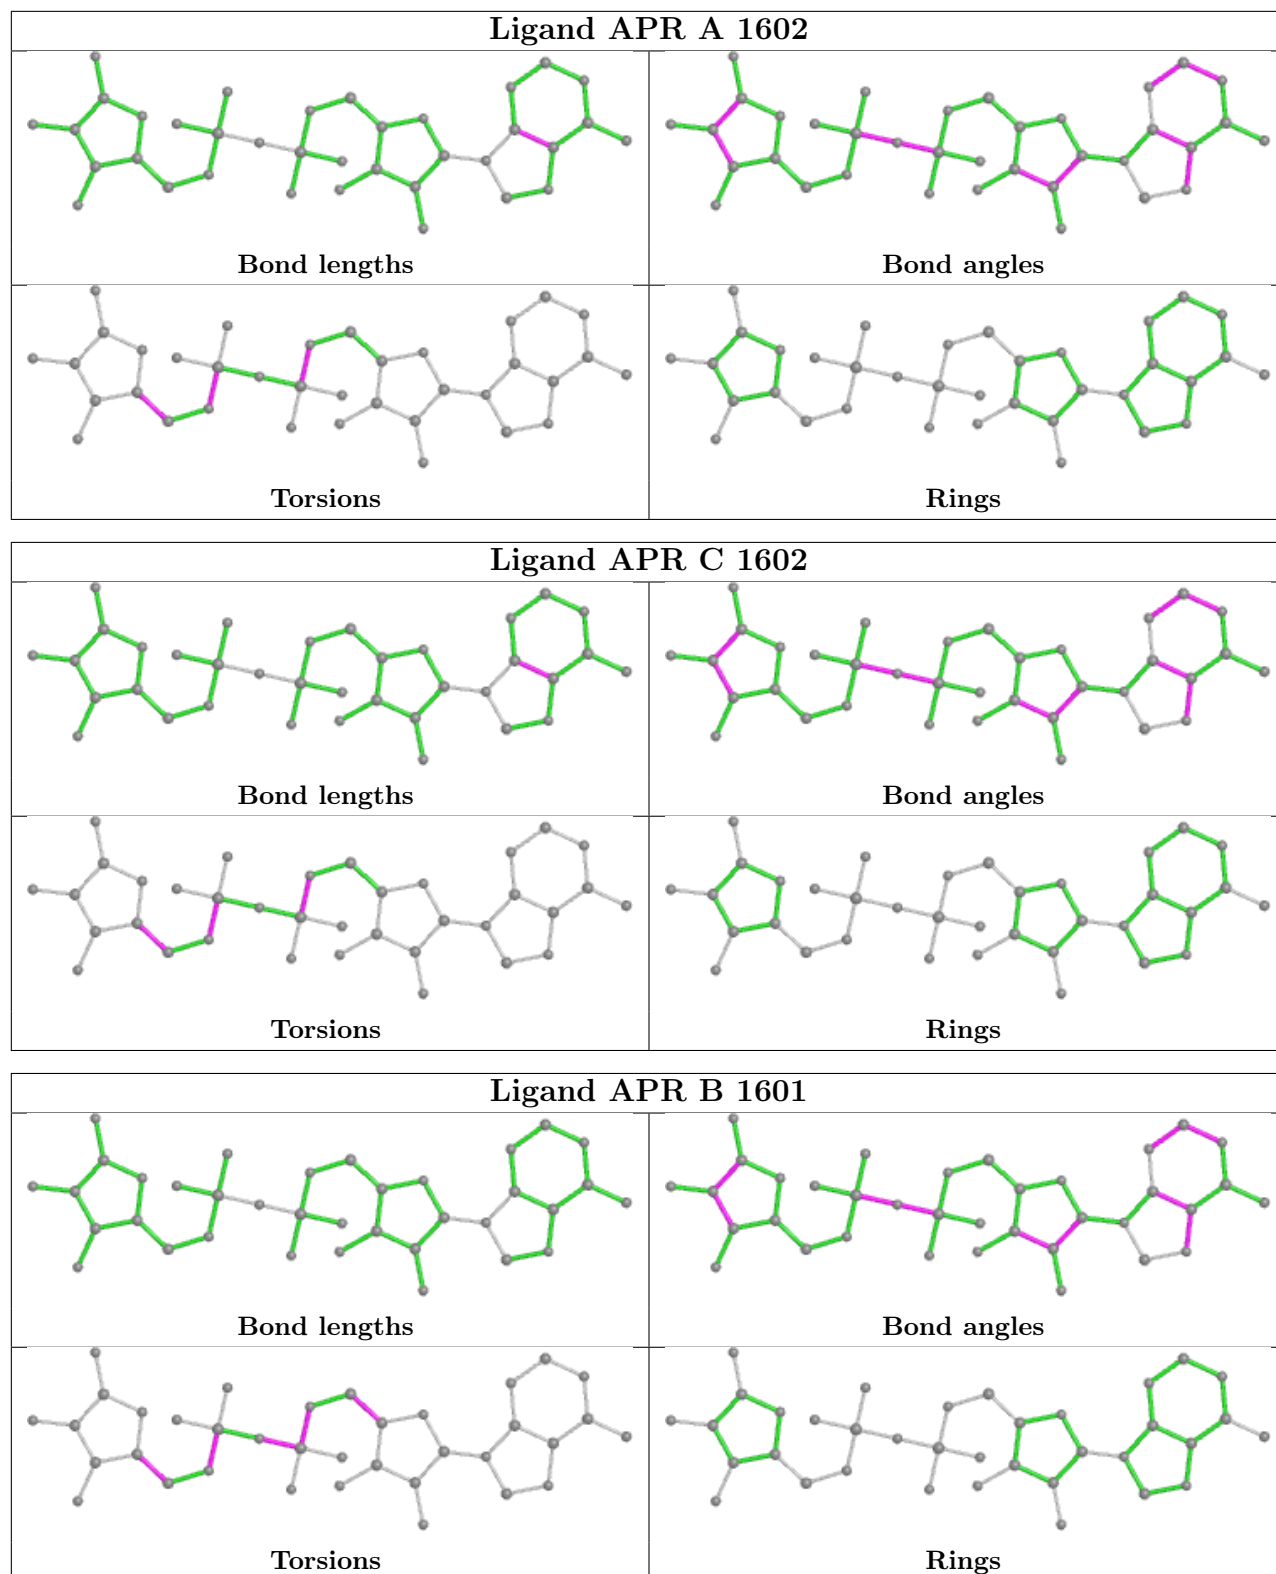 Ligand APR A 1602
Bond lengths
Bond angles
Torsions
Rings
Ligand APR C 1602
Bond lengths
Bond angles
Torsions
Rings
Ligand APR B 1601
Bond lengths
Bond angles
Torsions
Rings